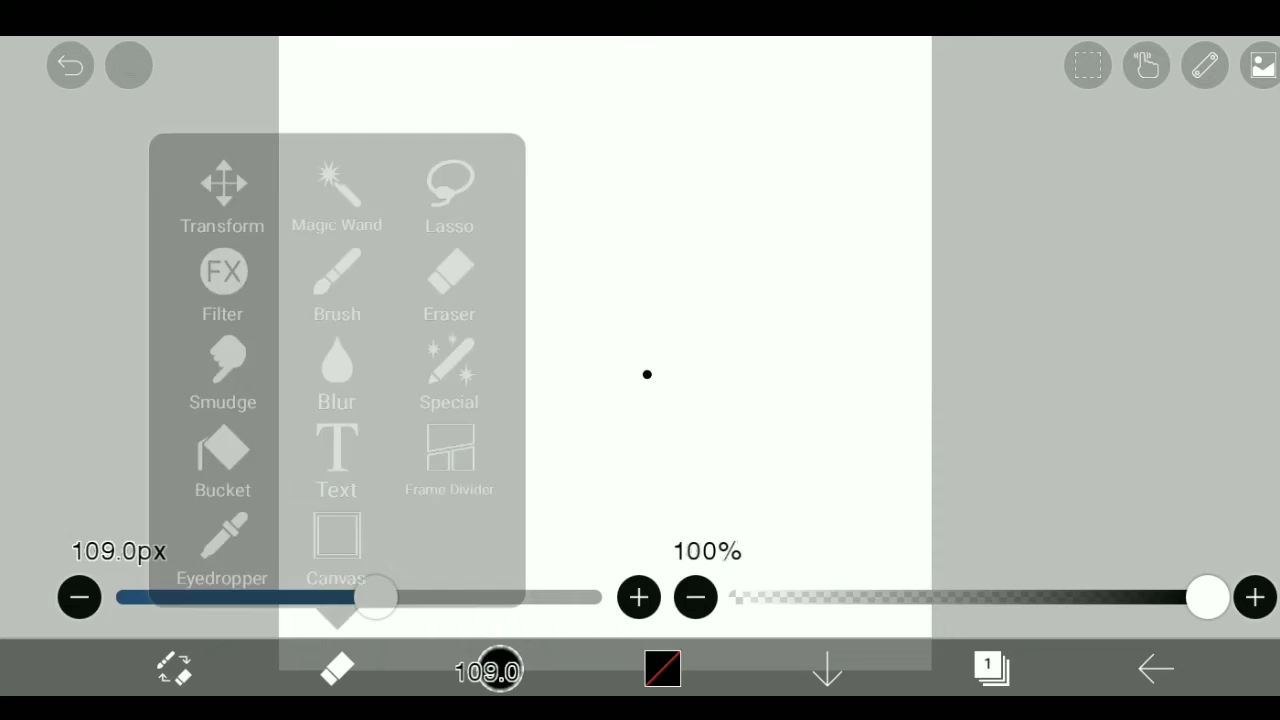 Transform Magic Wand Lasso
FX
Filter Brush Eraser
Smudge Blur Special
T
Bucket Text Frame Divider
109.0px 100%
Eyedropper Canvas
109.0 1